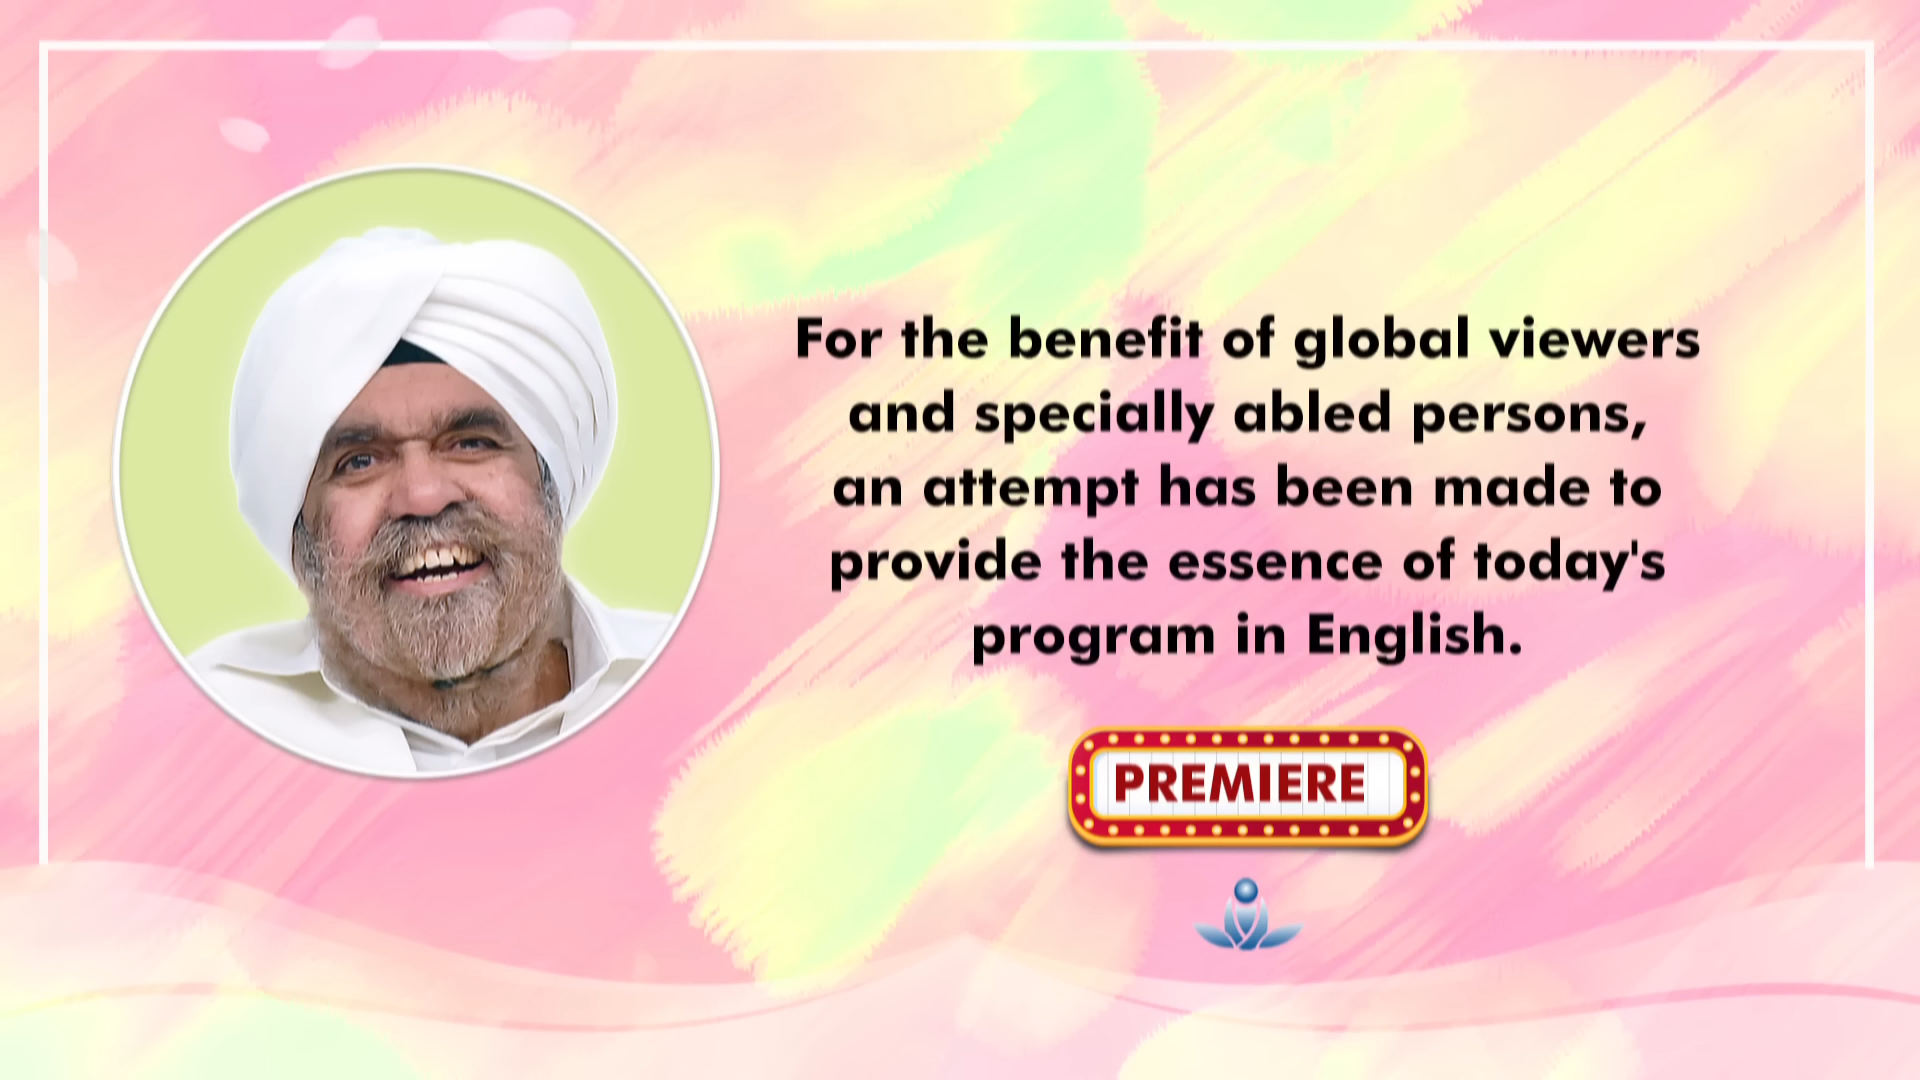 For the benefit of global viewers
and specially abled persons,
an attempt has been made to
provide the essence of today's
program in English.
PREMIERE